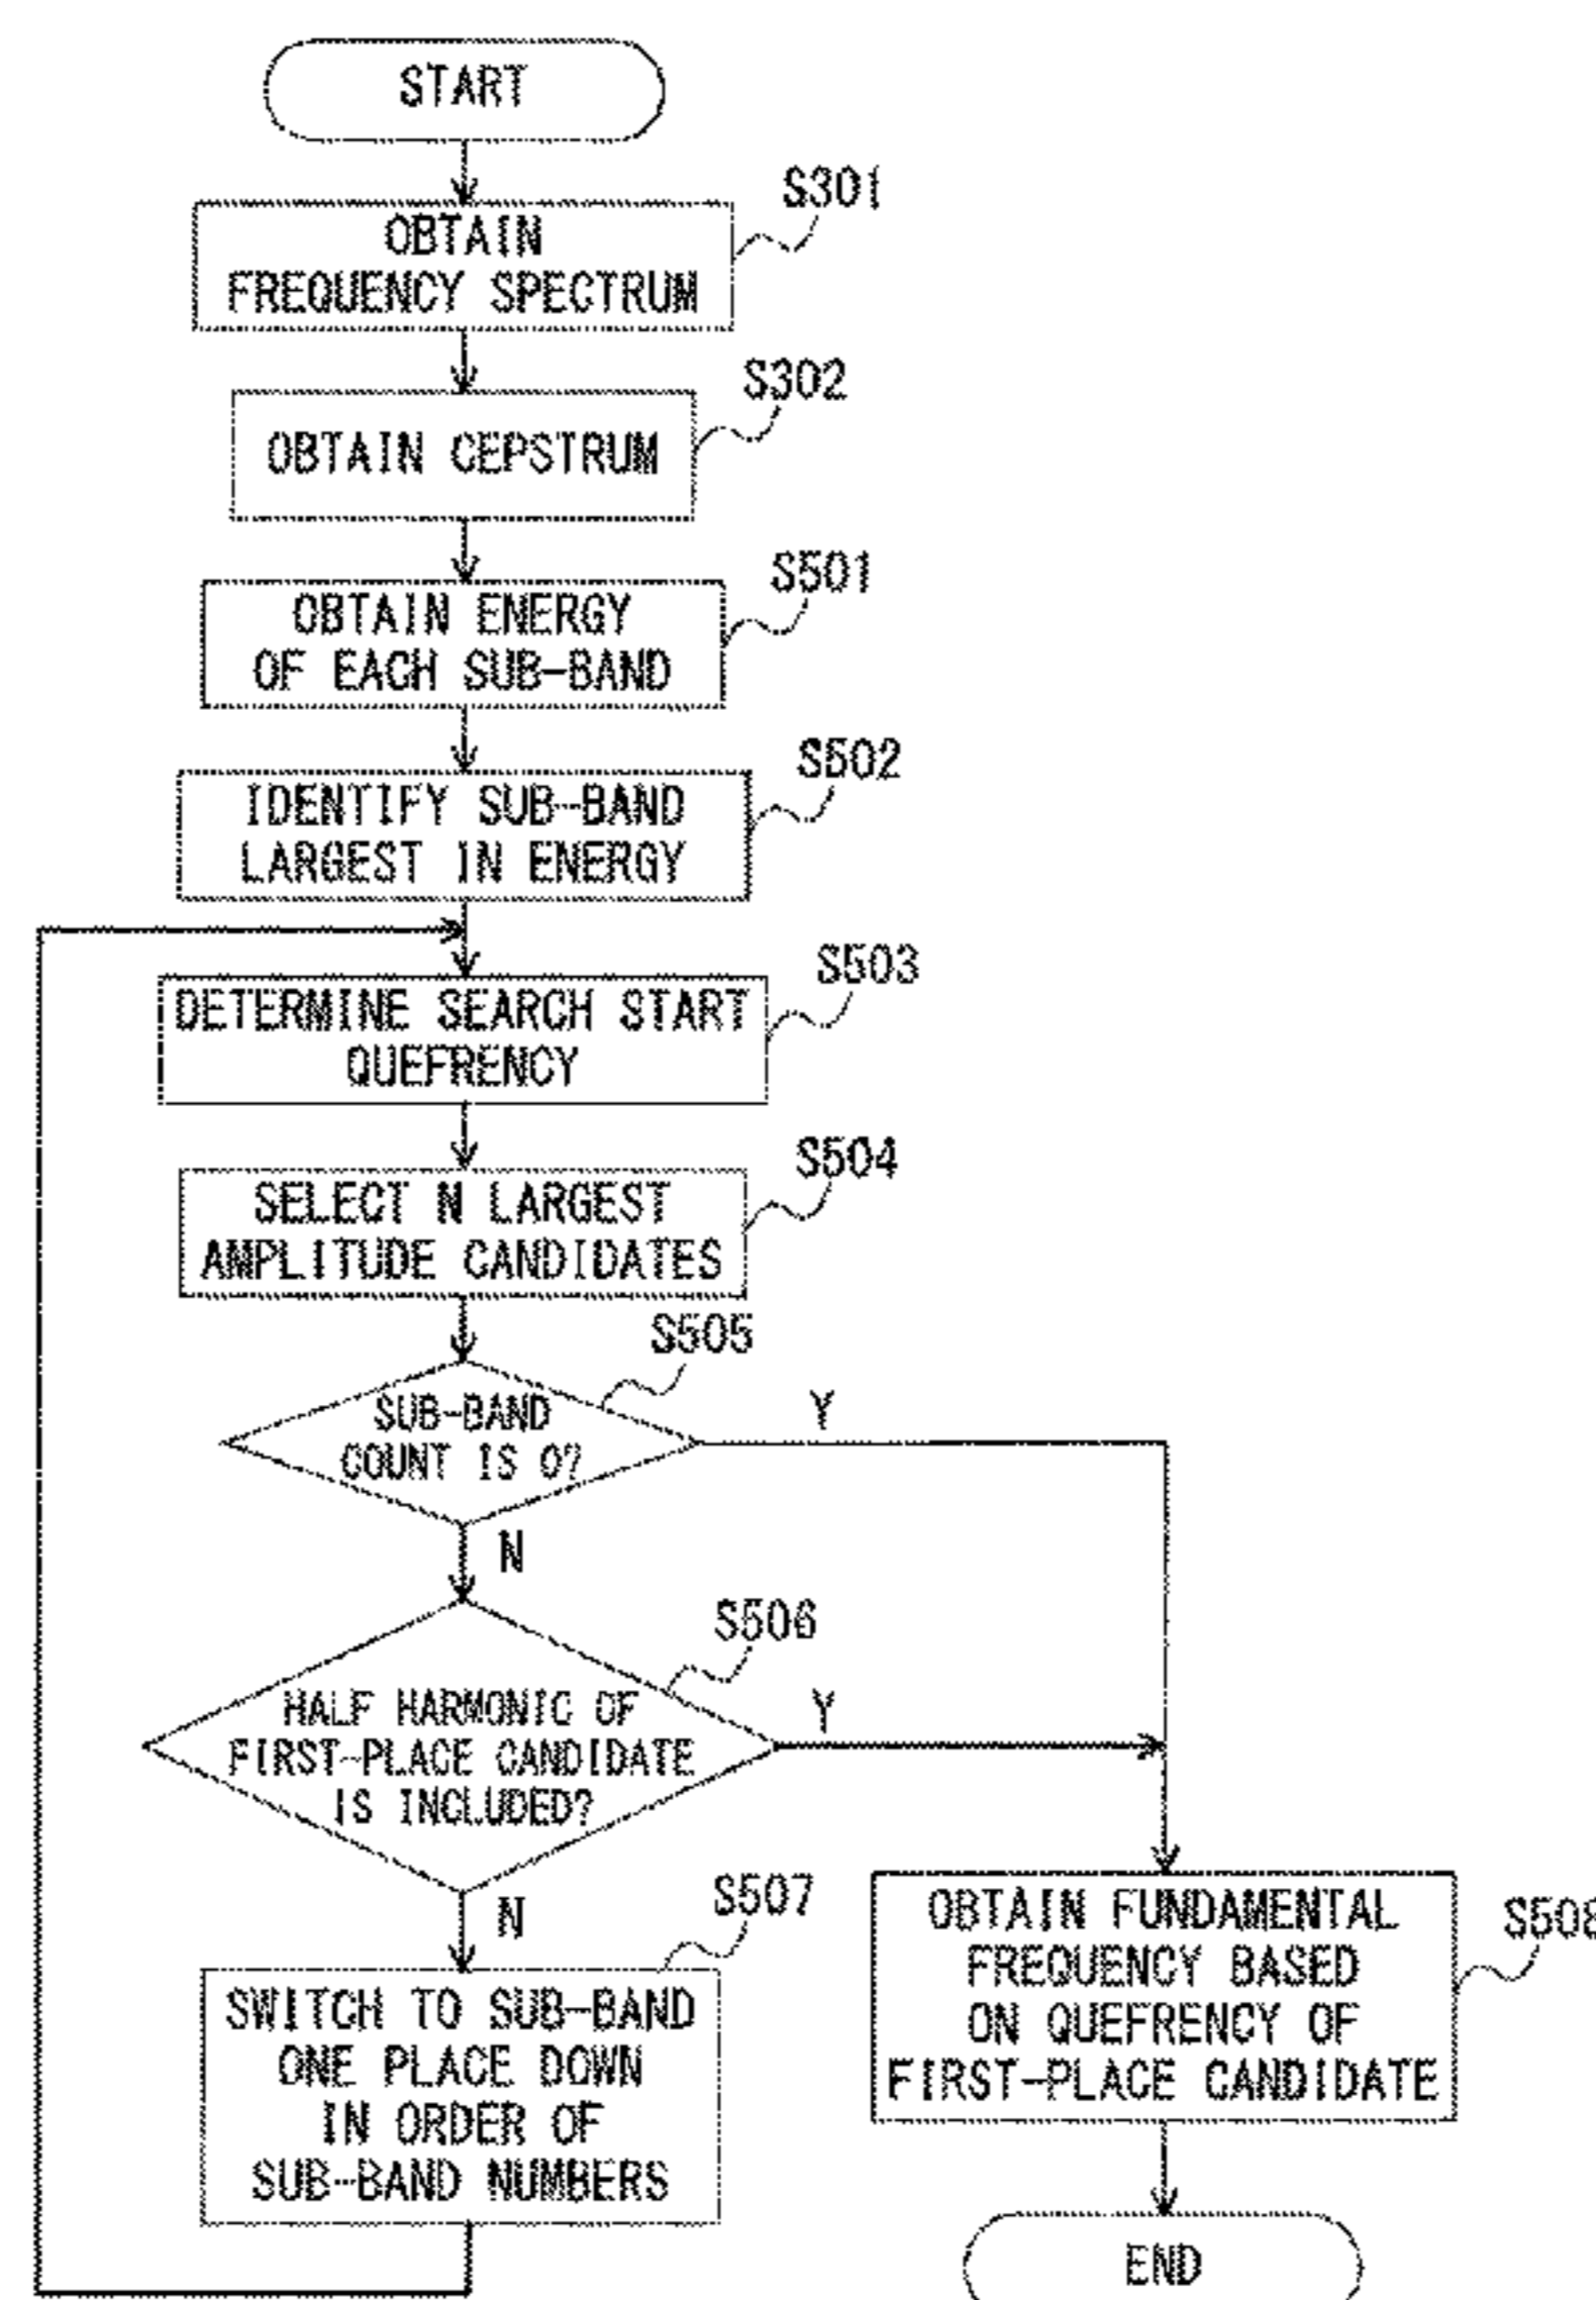 START
S301
OBTAIN
FREQUENCY SPECTRUM
S302
OBTAIN CEPSTRUM
S501
OBTAIN ENERGY
OF EACH SUB-BAND
S502
IDENTIFY SUB-BAND
LARGEST IN ENERGY
S503
DETERMINE SEARCH START
QUEFRENCY
S504
SELECT N LARGEST
AMPLITUDE CANDIDATES
S505
SUB-BAND
COUNT IS 0?
Y
N
S506
HALF HARMONIC OF
FIRST-PLACE CANDIDATE
IS INCLUDED?
Y
N
S507
SWITCH TO SUB-BAND
ONE PLACE DOWN
IN ORDER OF
SUB-BAND NUMBERS
S508
OBTAIN FUNDAMENTAL
FREQUENCY BASED
ON QUEFRENCY OF
FIRST-PLACE CANDIDATE
END